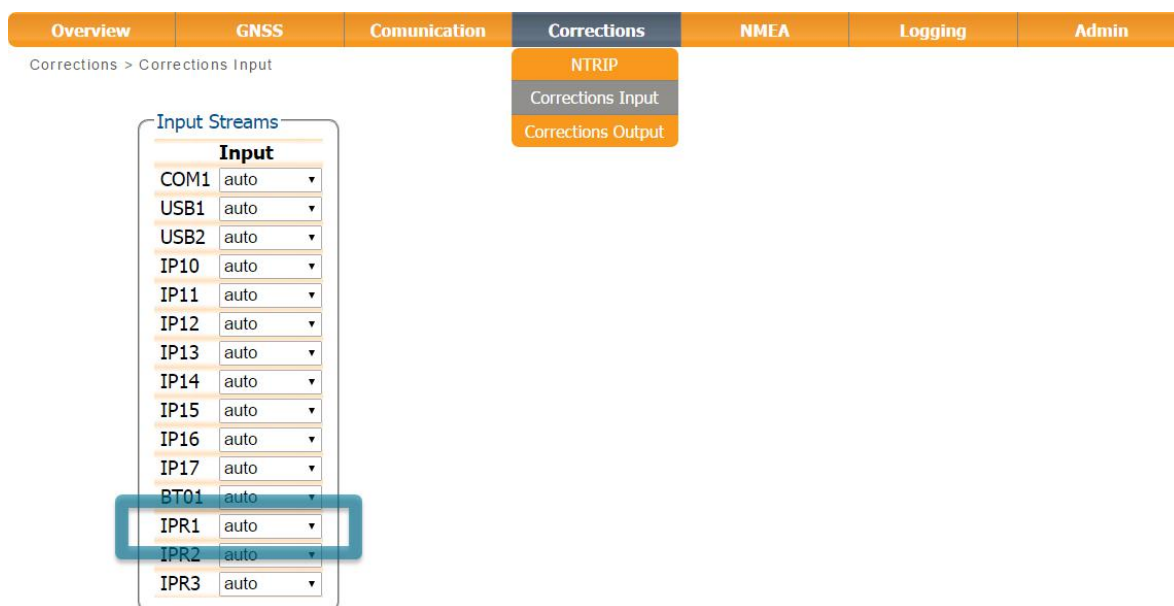 Overview GNSS Comunication Corrections NMEA Logging Admin
Corrections > Corrections Input
NTRIP
Corrections Input
Corrections Output
Input Streams
Input
COM1 auto
USB1 auto
USB2 auto
IP10 auto
IP11 auto
IP12 auto
IP13 auto
IP14 auto
IP15 auto
IP16 auto
IP17 auto
BT01 auto
IPR1 auto
IPR2 auto
IPR3 auto